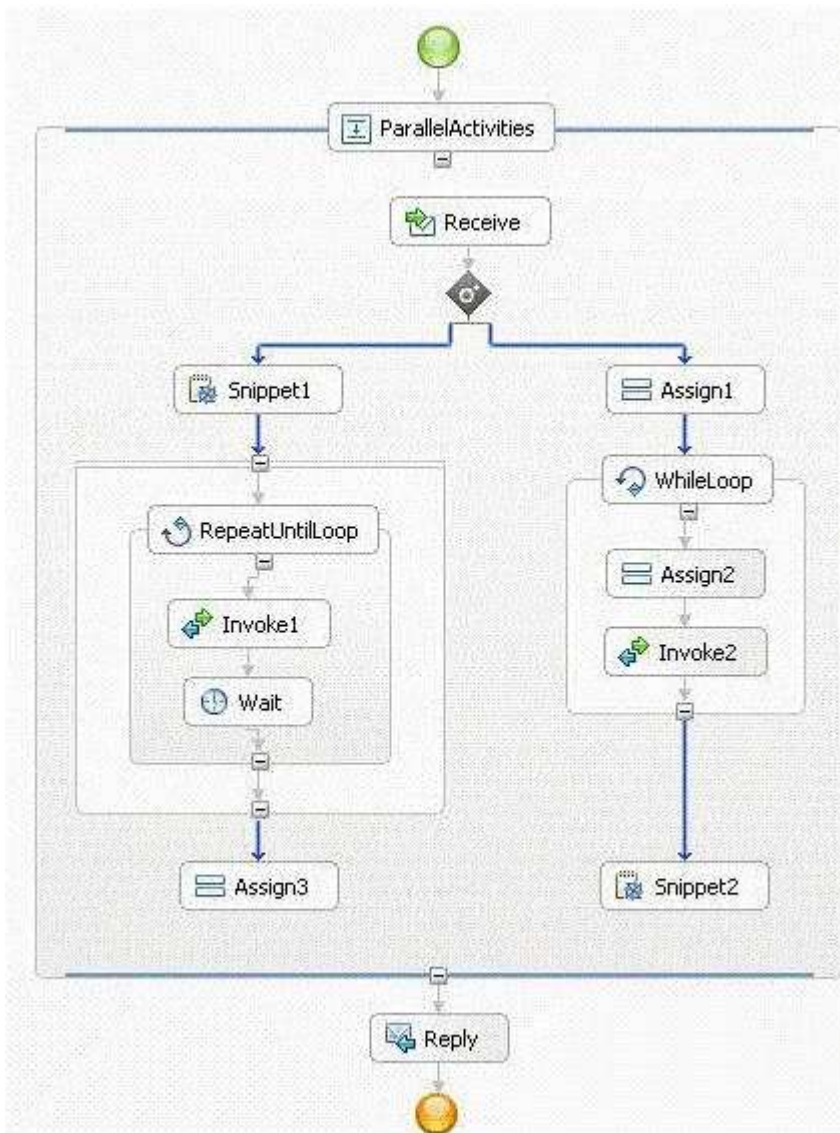 ParallelActivities
Receive
Snippet1
Assign1
WhileLoop
RepeatUntilLoop
Assign2
Invoke1
Invoke2
Wait
Assign3
Snippet2
Reply